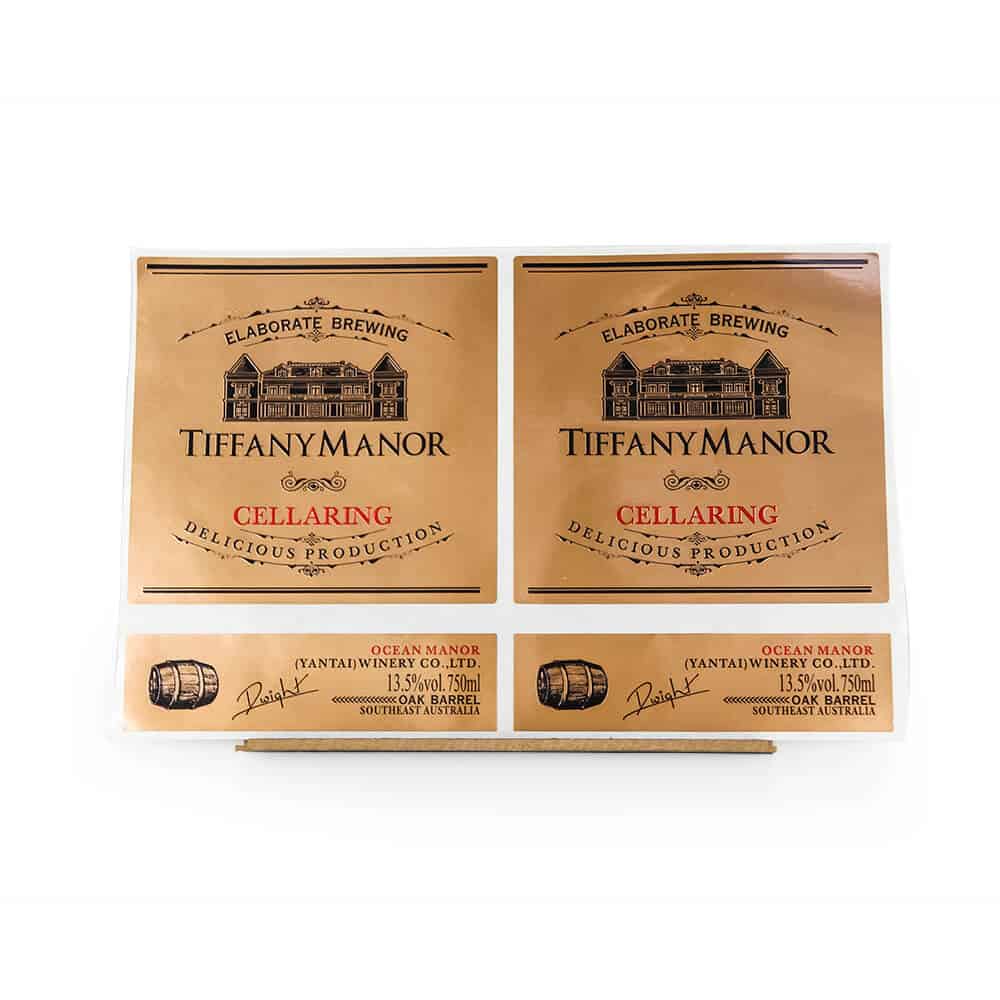 ELABORATE BREWING
TIFFANYMANOR
CELLARING
DELICIOUS PRODUCTION
OCEAN MANOR
(YANTAI)WINERY CO.,LTD.
Dwight
13.5%vol.750ml
OAK BARREL
SOUTHEAST AUSTRALIA
ELABORATE BREWING
TIFFANYMANOR
CELLARING
DELICIOUS PRODUCTION
OCEAN MANOR
(YANTAI)WINERY CO.,LTD.
Dwight
13.5%vol.750ml
OAK BARREL
SOUTHEAST AUSTRALIA